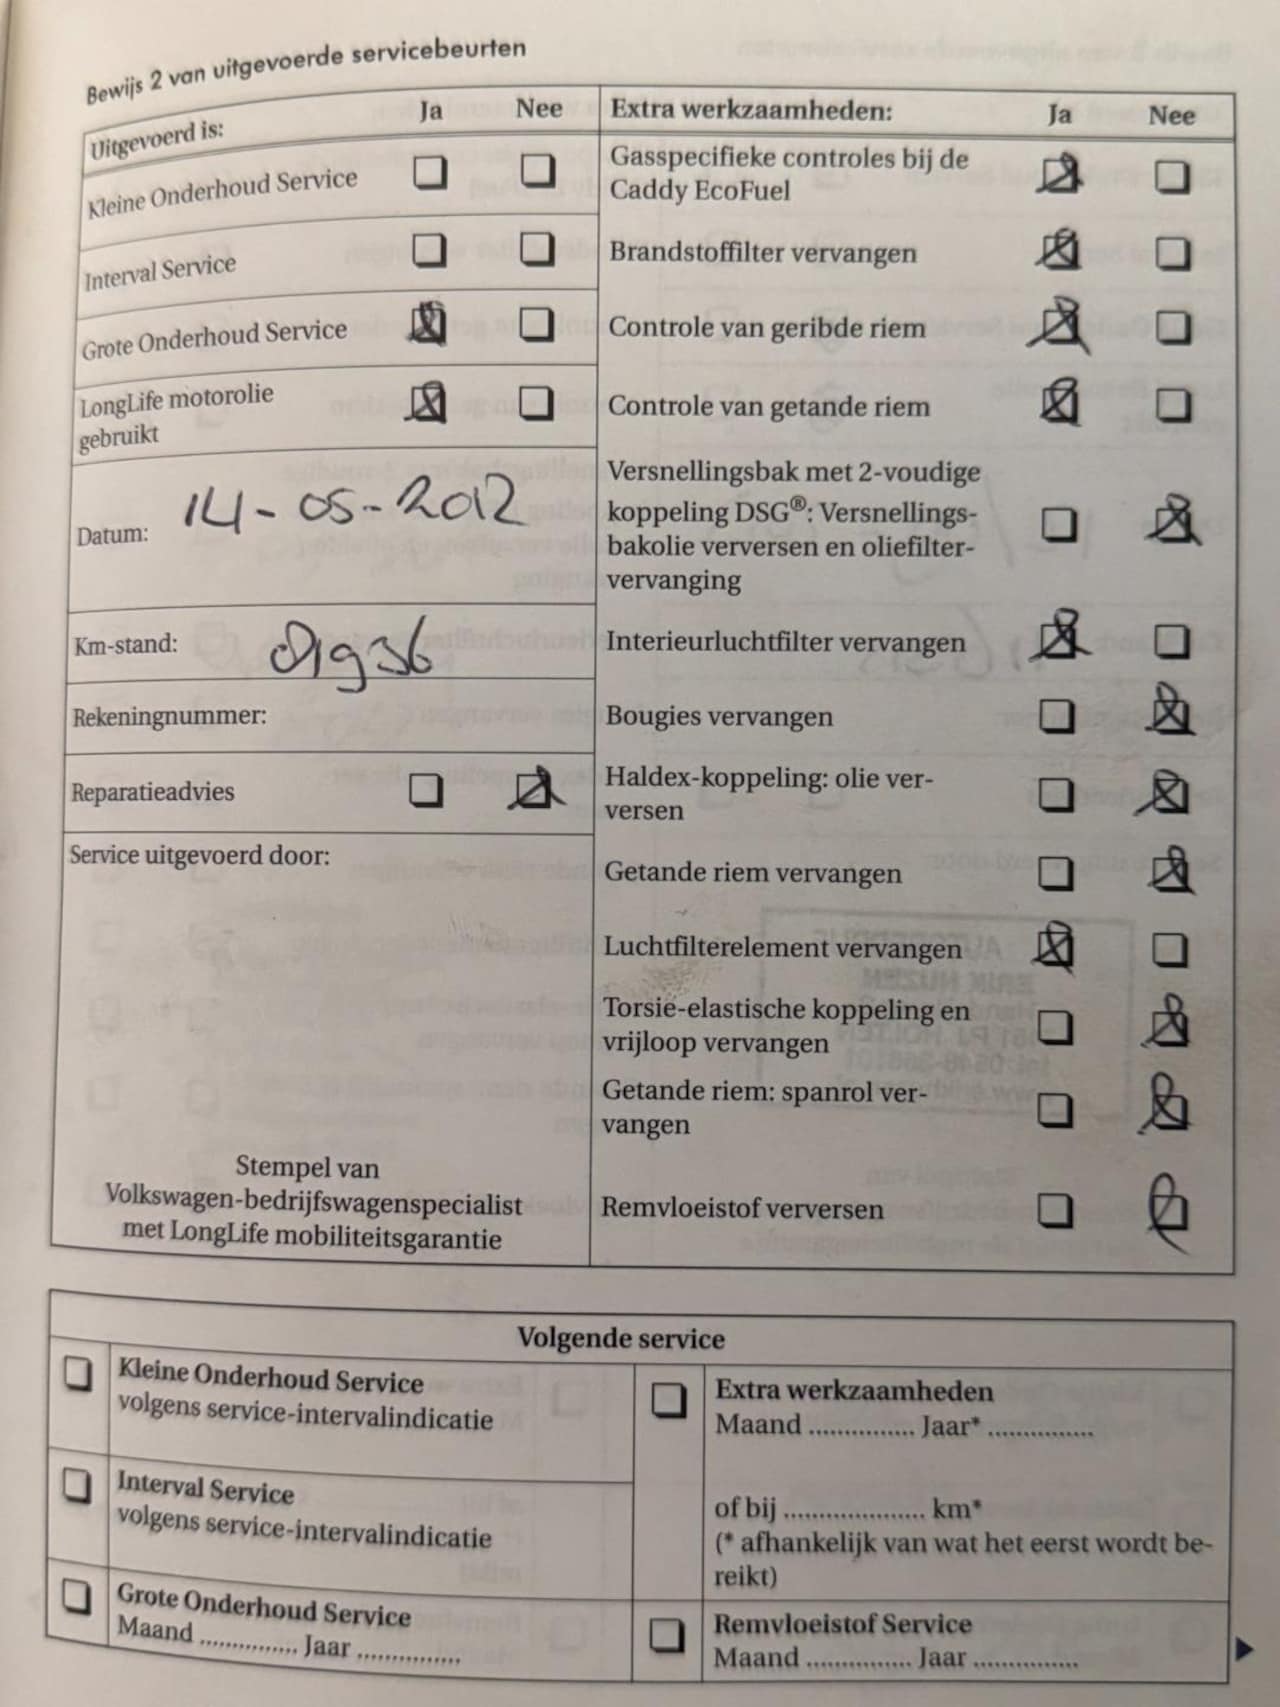 Bewijs 2 van uitgevoerde servicebeurten
Uitgevoerd is: Ja Nee
Kleine Onderhoud Service
Interval Service
Grote Onderhoud Service
LongLife motorolie
gebruikt
Datum: 14-05-2012
Km-stand:
Rekeningnummer:
Reparatieadvies
Service uitgevoerd door:
Stempel van
Volkswagen-bedrijfswagenspecialist
met LongLife mobiliteitsgarantie
Extra werkzaamheden: Ja Nee
Gasspecifieke controles bij de
Caddy EcoFuel
Brandstoffilter vervangen
Controle van geribde riem
Controle van getande riem
Versnellingsbak met 2-voudige
koppeling DSG®: Versnellings-
bakolie verversen en oliefilter-
vervanging
Interieurluchtfilter vervangen
Bougies vervangen
Haldex-koppeling: olie ver-
versen
Getande riem vervangen
Luchtfilterelement vervangen
Torsie-elastische koppeling en
vrijloop vervangen
Getande riem: spanrol ver-
vangen
Remvloeistof verversen
Volgende service
Kleine Onderhoud Service
volgens service-intervalindicatie
Interval Service
volgens service-intervalindicatie
Grote Onderhoud Service
Maand ............... Jaar ................
Extra werkzaamheden
Maand ............... Jaar* ...............
of bij .................... km*
(* afhankelijk van wat het eerst wordt be-
reikt)
Remvloeistof Service
Maand ............... Jaar ...............